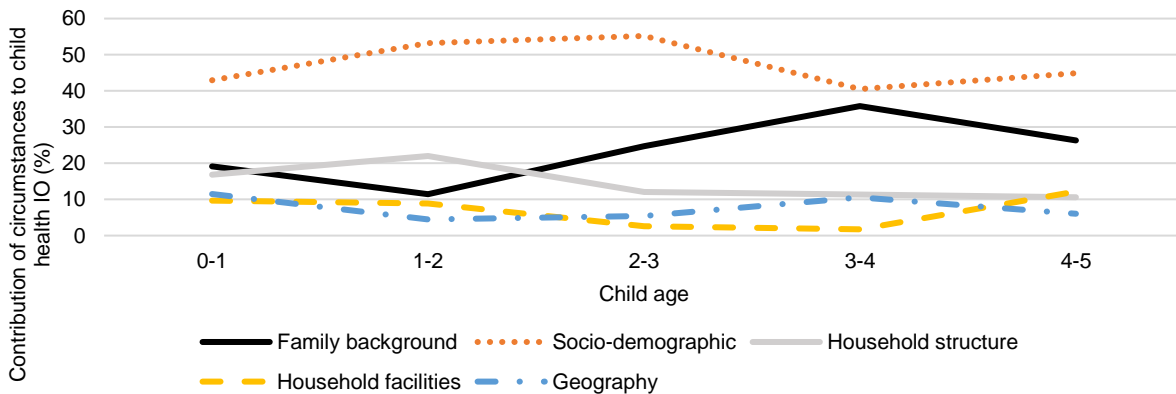 Contribution of circumstances to child
health IO (%)
60
50
40
30
20
10
0
0-1 1-2 2-3 3-4 4-5
Child age
Family background Socio-demographic Household structure
Household facilities Geography